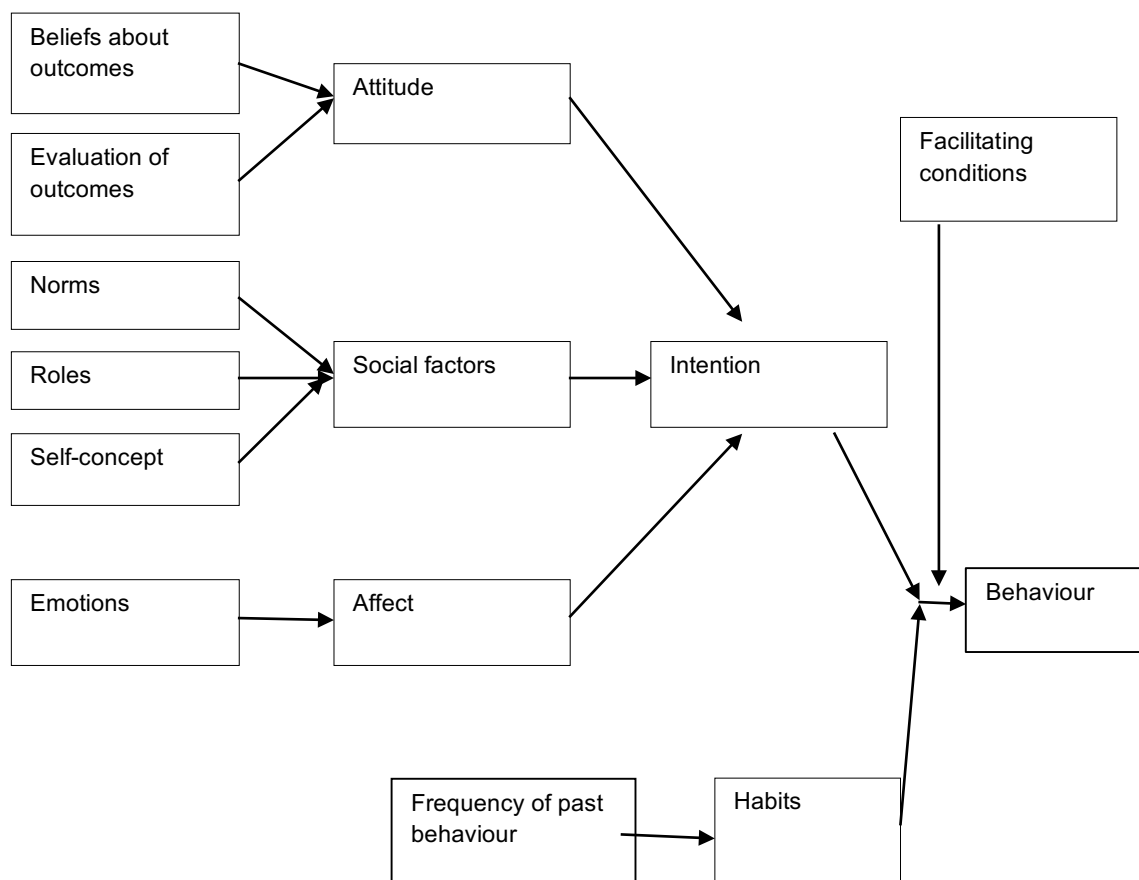 Beliefs about
outcomes
Attitude
Evaluation of
outcomes
Facilitating
conditions
Norms
Roles
Social factors
Intention
Self-concept
Emotions
Affect
Behaviour
Frequency of past
behaviour
Habits